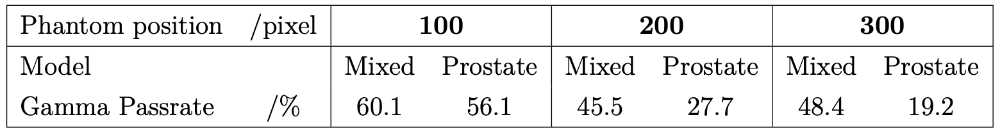 Phantom position /pixel 100 200 300
Model Mixed Prostate Mixed Prostate Mixed Prostate
Gamma Passrate /% 60.1 56.1 45.5 27.7 48.4 19.2